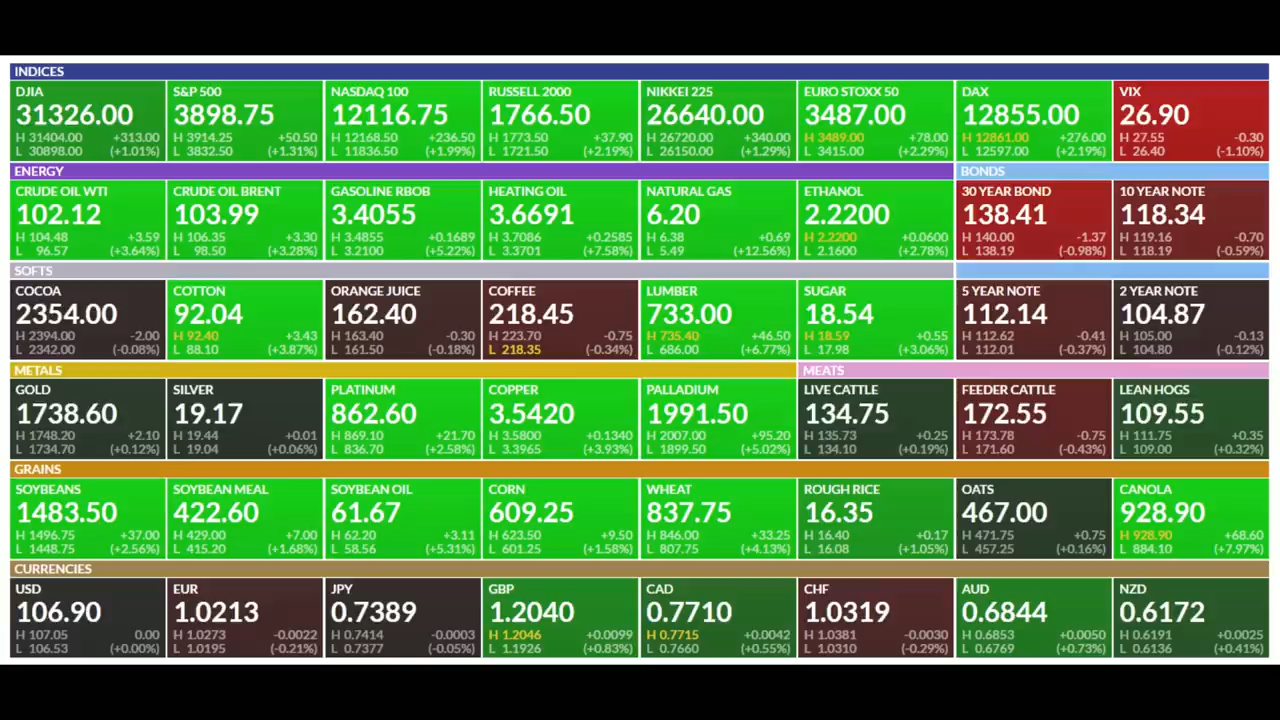 INDICES
DJIA S&P 500 NASDAQ 100 RUSSELL 2000 NIKKEI 225 EURO STOXX 50 DAX VIX
31326.00 3898.75 12116.75 1766.50 26640.00 3487.00 12855.00 26.90
H 31404.00 +313.00 H 3914.25 +50.50 H 12168.50 +236.50 H 1773.50 +37.90 H 26720.00 +340.00 H 3489.00 +78.00 H 12861.00 +276.00 H 27.55 -0.30
L 30898.00 (+1.01%) L 3832.50 (+1.31%) L 11836.50 (+1.99%) L 1721.50 (+2.19%) L 26150.00 (+1.29%) L 3415.00 (+2.29%) L 12597.00 (+2.19%) L 26.40 (-1.10%)
ENERGY BONDS
CRUDE OIL WTI CRUDE OIL BRENT GASOLINE RBOB HEATING OIL NATURAL GAS ETHANOL 30 YEAR BOND 10 YEAR NOTE
102.12 103.99 3.4055 3.6691 6.20 2.2200 138.41 118.34
H 104.48 +3.59 H 106.35 +3.30 H 3.4855 +0.1689 H 3.7086 +0.2585 H 6.38 +0.69 H 2.2200 +0.0600 H 140.00 -1.37 H 119.16 -0.70
L 96.57 (+3.64%) L 98.50 (+3.28%) L 3.2100 (+5.22%) L 3.3701 (+7.58%) L 5.49 (+12.56%) L 2.1600 (+2.78%) L 138.19 (-0.98%) L 118.19 (-0.59%)
SOFTS
COCOA COTTON ORANGE JUICE COFFEE LUMBER SUGAR 5 YEAR NOTE 2 YEAR NOTE
2354.00 92.04 162.40 218.45 733.00 18.54 112.14 104.87
H 2394.00 -2.00 H 92.40 +3.43 H 163.40 -0.30 H 223.70 -0.75 H 735.40 +46.50 H 18.59 +0.55 H 112.62 -0.41 H 105.00 -0.13
L 2342.00 (-0.08%) L 88.10 (+3.87%) L 161.50 (-0.18%) L 218.35 (-0.34%) L 686.00 (+6.77%) L 17.98 (+3.06%) L 112.01 (-0.37%) L 104.80 (-0.12%)
METALS MEATS
GOLD SILVER PLATINUM COPPER PALLADIUM LIVE CATTLE FEEDER CATTLE LEAN HOGS
1738.60 19.17 862.60 3.5420 1991.50 134.75 172.55 109.55
H 1748.20 +2.10 H 19.44 +0.01 H 869.10 +21.70 H 3.5800 +0.1340 H 2007.00 +95.20 H 135.73 +0.25 H 173.78 -0.75 H 111.75 +0.35
L 1734.70 (+0.12%) L 19.04 (+0.06%) L 836.70 (+2.58%) L 3.3965 (+3.93%) L 1899.50 (+5.02%) L 134.10 (+0.19%) L 171.60 (-0.43%) L 109.00 (+0.32%)
GRAINS
SOYBEANS SOYBEAN MEAL SOYBEAN OIL CORN WHEAT ROUGH RICE OATS CANOLA
1483.50 422.60 61.67 609.25 837.75 16.35 467.00 928.90
H 1496.75 +37.00 H 429.00 +7.00 H 62.20 +3.11 H 623.50 +9.50 H 846.00 +33.25 H 16.40 +0.17 H 471.75 +0.75 H 928.90 +68.60
L 1448.75 (+2.56%) L 415.20 (+1.68%) L 58.56 (+5.31%) L 601.25 (+1.58%) L 807.75 (+4.13%) L 16.08 (+1.05%) L 457.25 (+0.16%) L 884.10 (+7.97%)
CURRENCIES
USD EUR JPY GBP CAD CHF AUD NZD
106.90 1.0213 0.7389 1.2040 0.7710 1.0319 0.6844 0.6172
H 107.05 0.00 H 1.0273 -0.0022 H 0.7414 -0.0003 H 1.2046 +0.0099 H 0.7715 +0.0042 H 1.0381 -0.0030 H 0.6853 +0.0050 H 0.6191 +0.0025
L 106.53 (+0.00%) L 1.0195 (-0.21%) L 0.7377 (-0.05%) L 1.1926 (+0.83%) L 0.7660 (+0.55%) L 1.0310 (-0.29%) L 0.6769 (+0.73%) L 0.6136 (+0.41%)